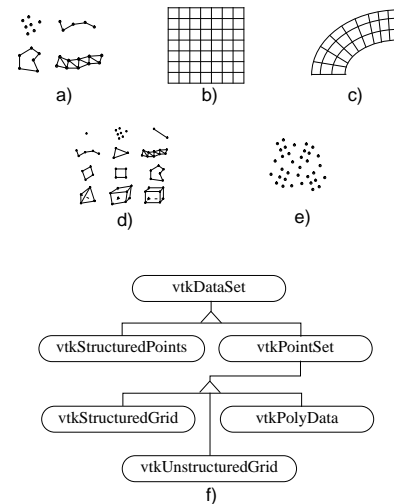 a)
b)
c)
d)
e)
vtkDataSet
vtkStructuredPoints
vtkPointSet
vtkStructuredGrid
vtkPolyData
vtkUnstructuredGrid
f)